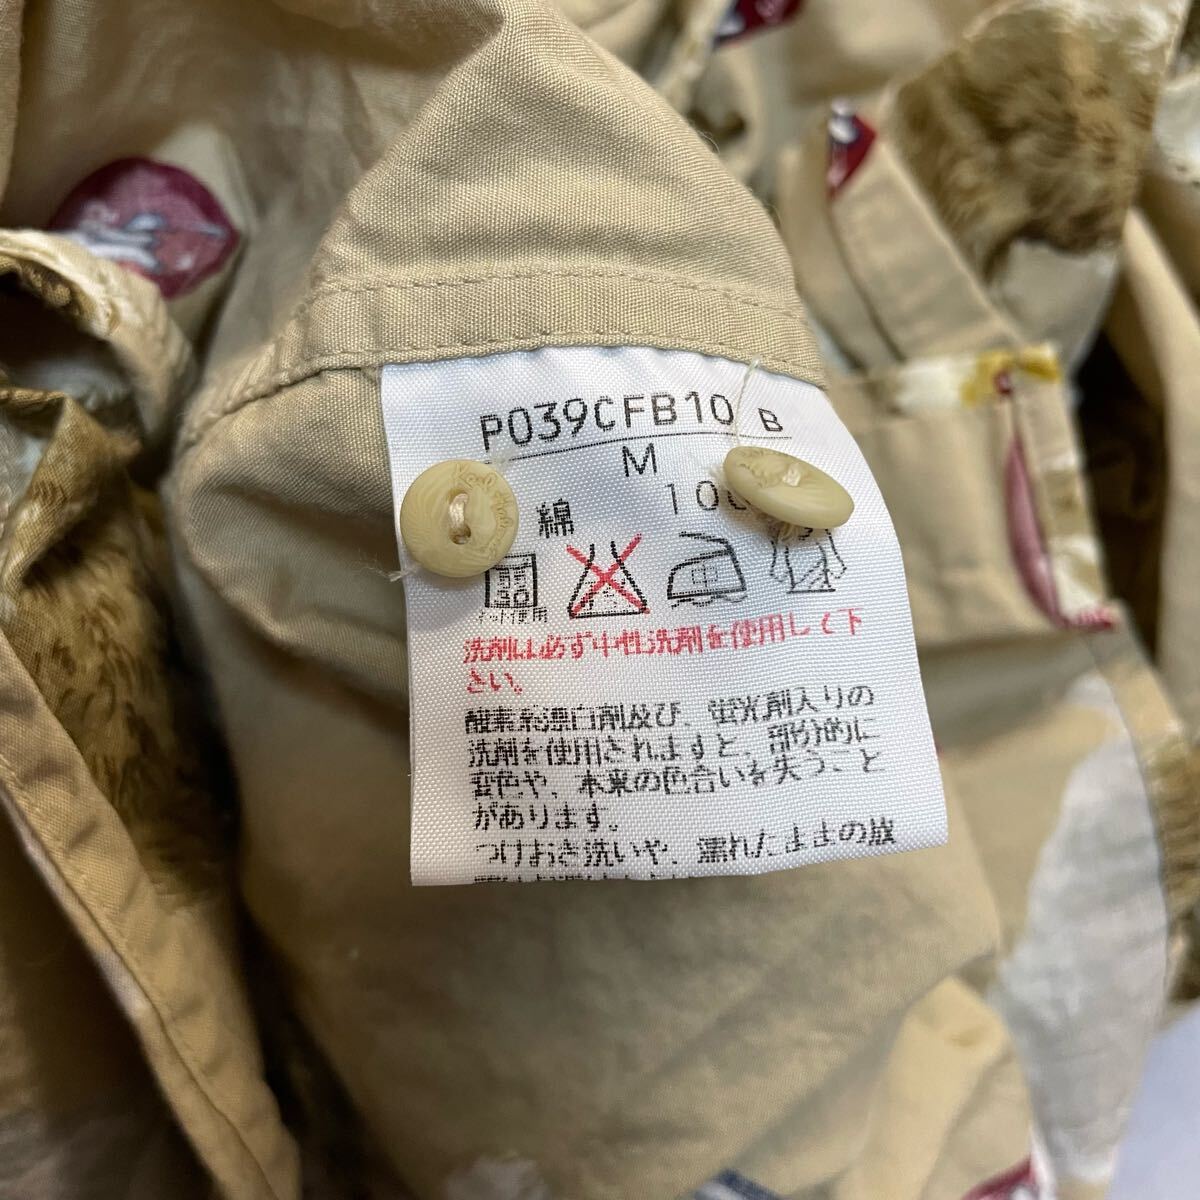 P039CFB10 B
M
綿 100
30
洗剤は必ず中性洗剤を使用して下
さい。
酸素系漂白剤及び、蛍光剤入りの
洗剤を使用されますと、部分的に
変色や、本来の色合いを失うこと
があります。
つけおき洗いや、濡れたままの放